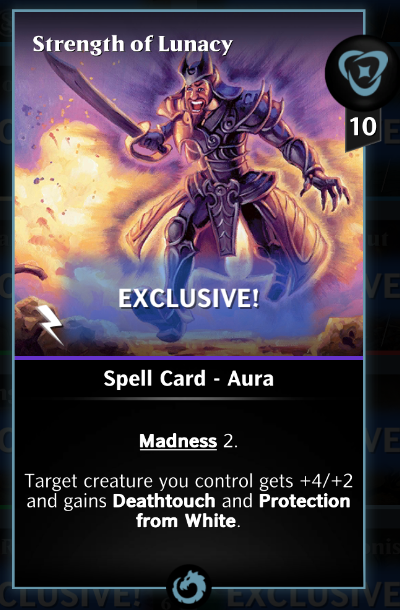 Strength of Lunacy
10
EXCLUSIVE!
Spell Card - Aura
Madness 2.
Target creature you control gets +4/+2
and gains Deathtouch and Protection
from White.